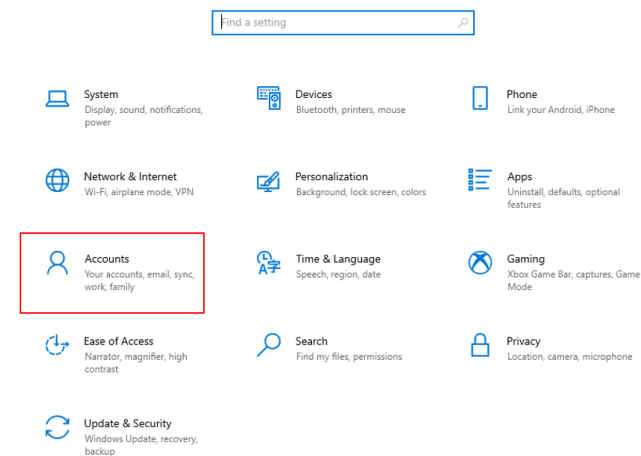 Find a setting
System
Display, sound, notifications,
power
Devices
Bluetooth, printers, mouse
Phone
Link your Android, iPhone
Network & Internet
Wi-Fi, airplane mode, VPN
Personalization
Background, lock screen, colors
Apps
Uninstall, defaults, optional
features
Accounts
Your accounts, email, sync,
work, family
Time & Language
Speech, region, date
Gaming
Xbox Game Bar, captures, Game
Mode
Ease of Access
Narrator, magnifier, high
contrast
Search
Find my files, permissions
Privacy
Location, camera, microphone
Update & Security
Windows Update, recovery,
backup